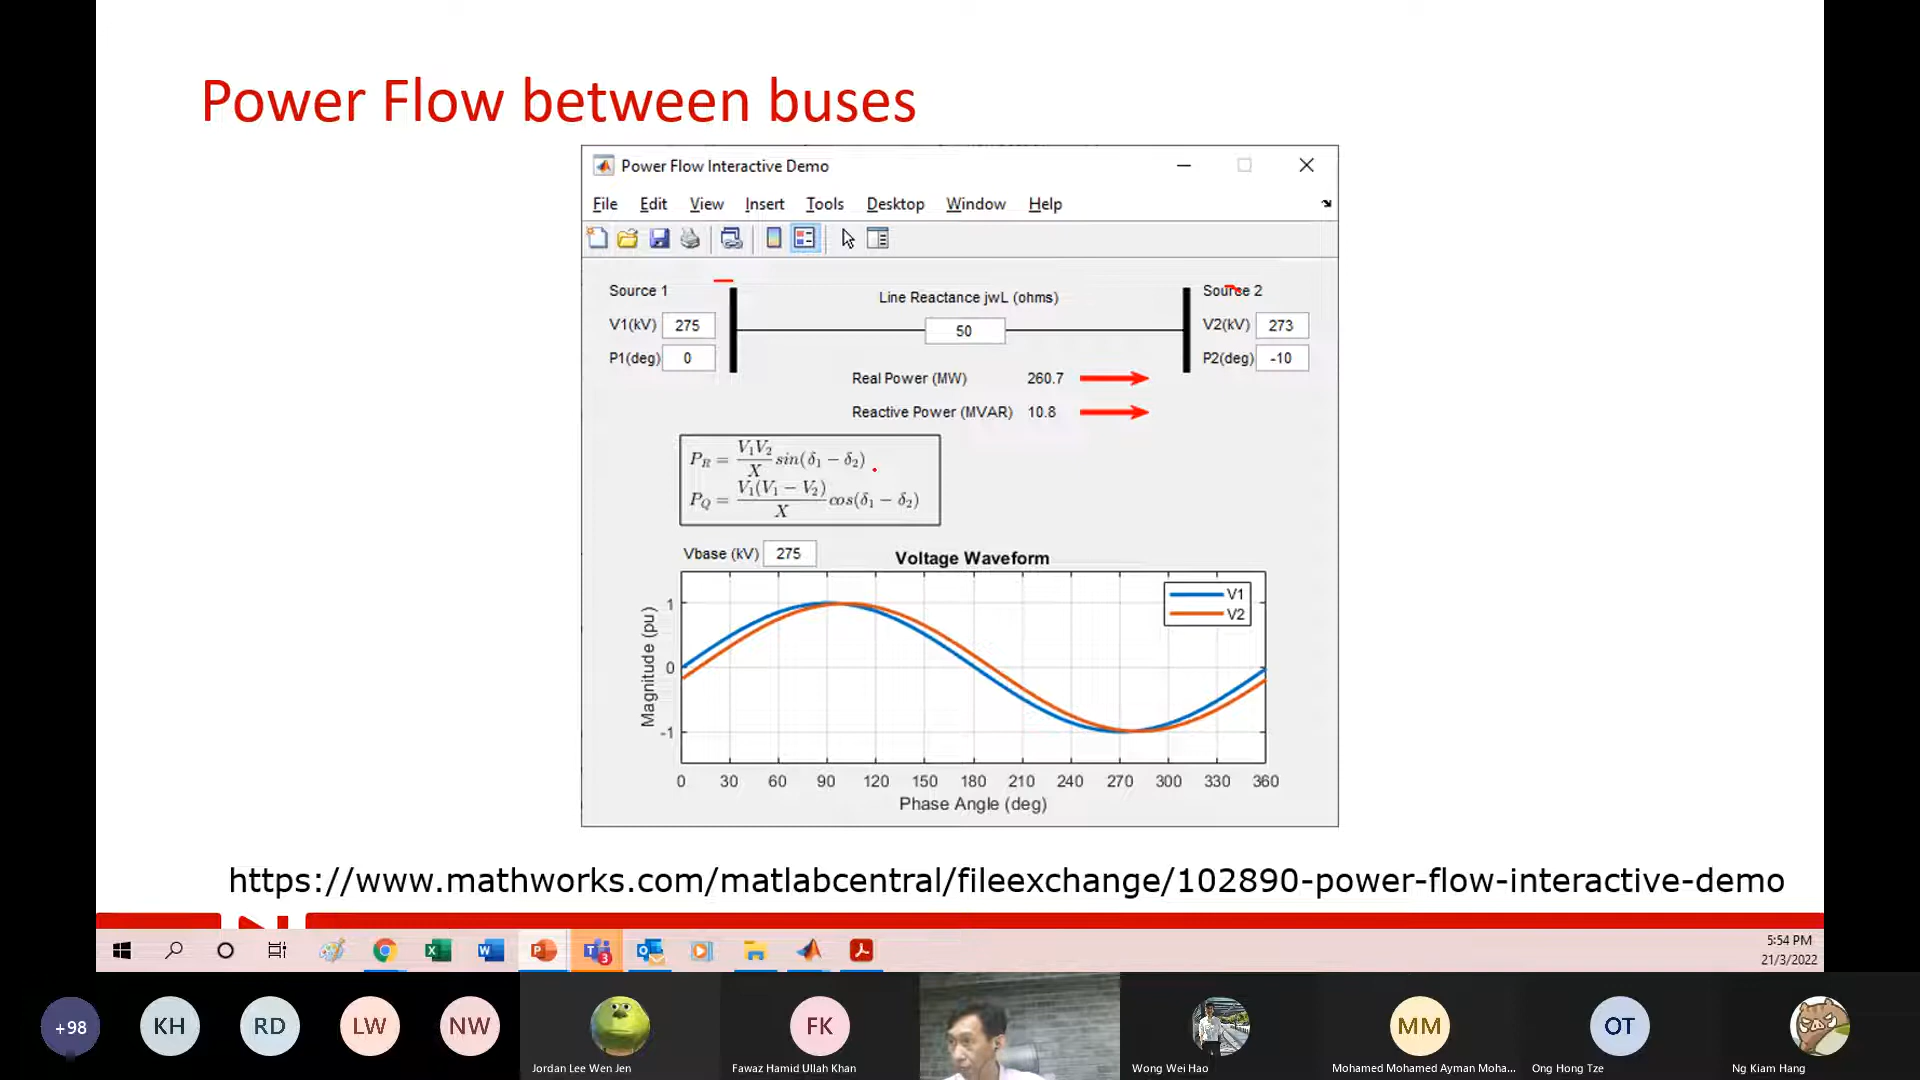 Power Flow between buses
Power Flow Interactive Demo
File Edit View Insert Tools Desktop Window Help
Source 1
Line Reactance jwL (ohms)
Source 2
V1(kV) 275
50
V2(kV) 273
P1(deg) 0
P2(deg) -10
Real Power (MW) 260.7
Reactive Power (MVAR) 10.8
P_R = V₁V₂/X sin(δ₁ − δ₂)
P_Q = V₁(V₁ − V₂)/X cos(δ₁ − δ₂)
Vbase (kV) 275
Voltage Waveform
V1
V2
Magnitude (pu)
1
0
-1
0 30 60 90 120 150 180 210 240 270 300 330 360
Phase Angle (deg)
https://www.mathworks.com/matlabcentral/fileexchange/102890-power-flow-interactive-demo
3
5:54 PM
21/3/2022
+98 KH RD LW NW FK MM OT
Jordan Lee Wen Jen
Fawaz Hamid Ullah Khan
Wong Wei Hao
Mohamed Mohamed Ayman Moha...
Ong Hong Tze
Ng Kiam Hang